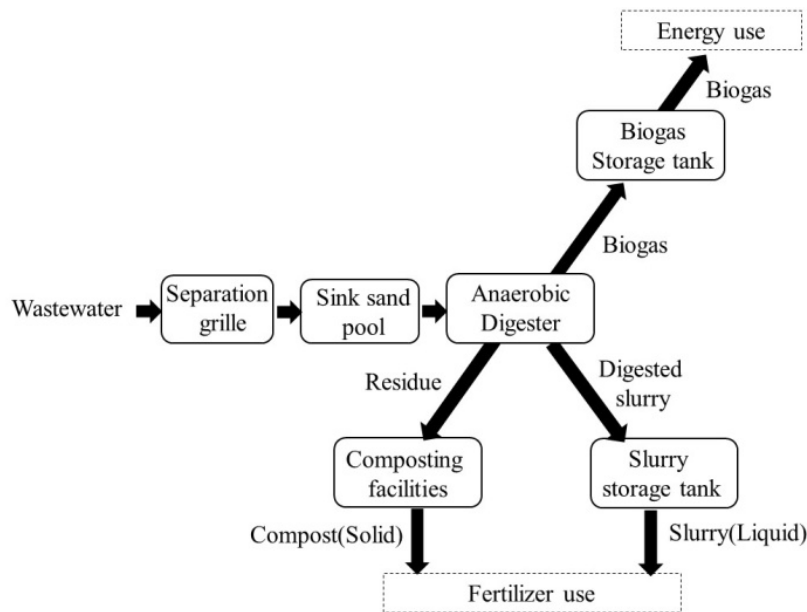 Energy use
Biogas
Biogas
Storage tank
Biogas
Wastewater
Separation
grille
Sink sand
pool
Anaerobic
Digester
Residue
Digested
slurry
Composting
facilities
Slurry
storage tank
Compost(Solid)
Slurry(Liquid)
Fertilizer use